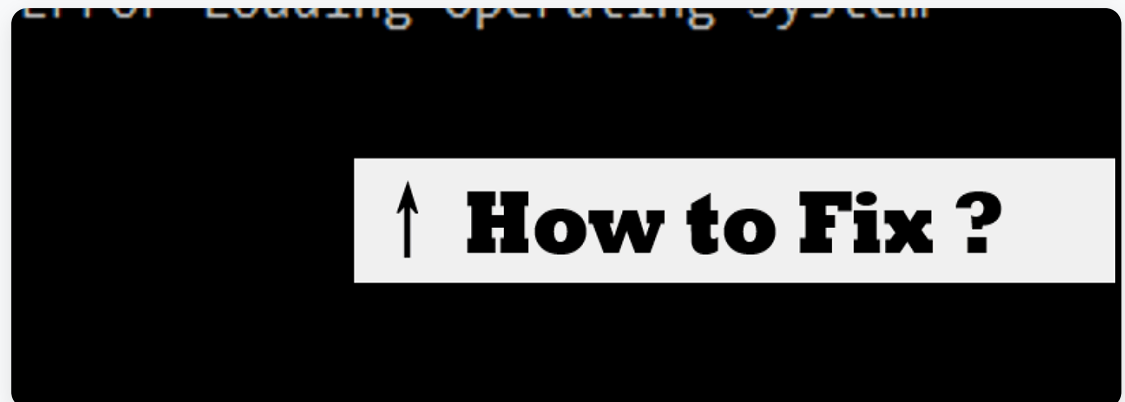 Error Loading Operating System
↑ How to Fix ?